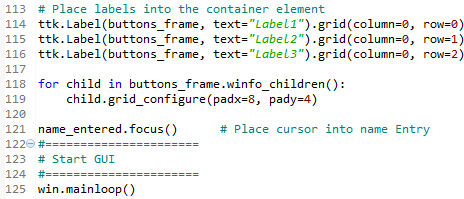 113 # Place labels into the container element
114 ttk.Label(buttons_frame, text="Label1").grid(column=0, row=0)
115 ttk.Label(buttons_frame, text="Label2").grid(column=0, row=1)
116 ttk.Label(buttons_frame, text="Label3").grid(column=0, row=2)
117
118 for child in buttons_frame.winfo_children():
119     child.grid_configure(padx=8, pady=4)
120
121 name_entered.focus()      # Place cursor into name Entry
122 #======================
123 # Start GUI
124 #======================
125 win.mainloop()